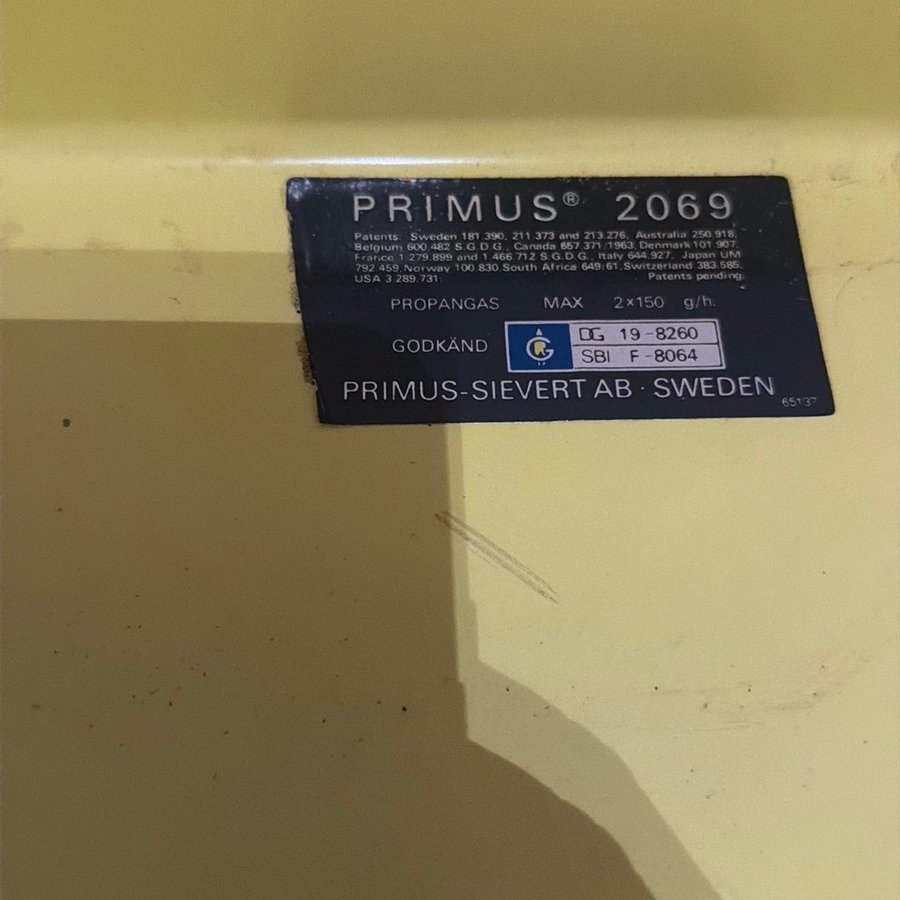 PRIMUS® 2069
Patents: Sweden 181.390, 211.373 and 213.276, Australia 250.918,
Belgium 600.482 S.G.D.G., Canada 657.371/1963, Denmark 101.907,
France 1.279.899 and 1.466.712 S.G.D.G., Italy 644.927, Japan UM
792.459, Norway 100.830, South Africa 649/61, Switzerland 383.585,
USA 3.289.731. Patents pending.
PROPANGAS MAX 2×150 g/h.
GODKÄND G DG 19-8260
SBI F-8064
PRIMUS-SIEVERT AB · SWEDEN
65137